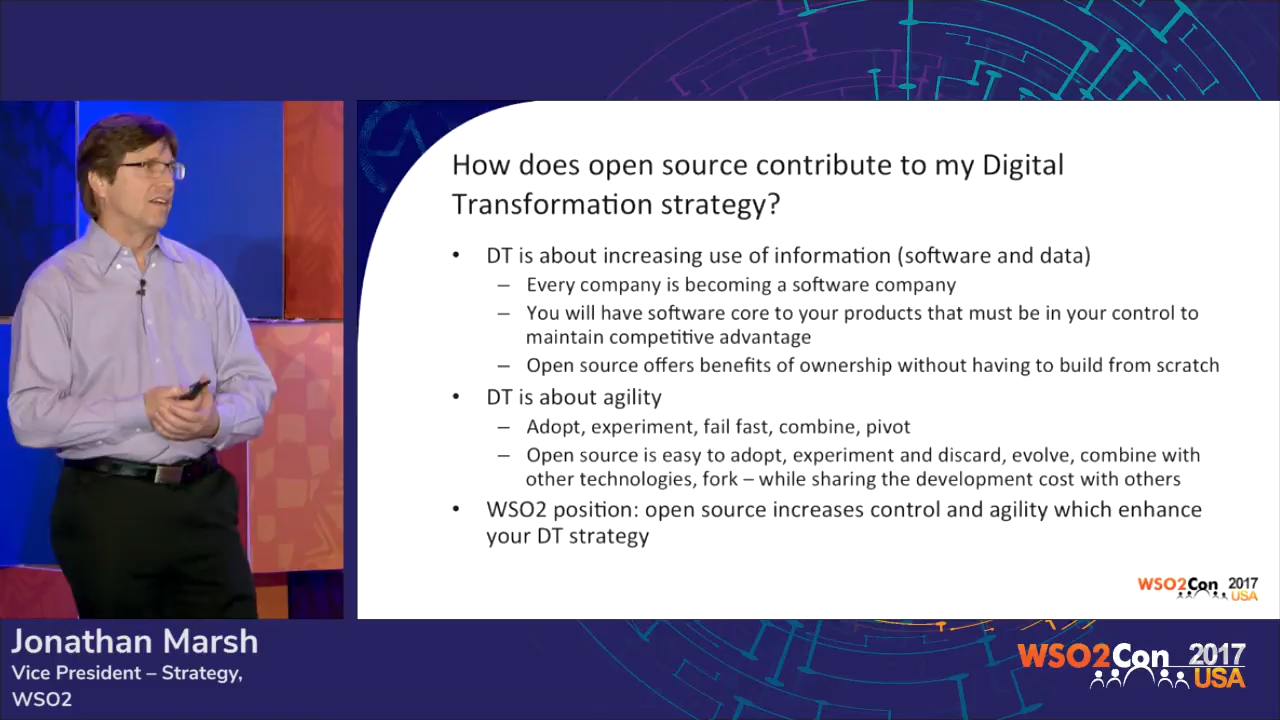 How does open source contribute to my Digital
Transformation strategy?
• DT is about increasing use of information (software and data)
– Every company is becoming a software company
– You will have software core to your products that must be in your control to
maintain competitive advantage
– Open source offers benefits of ownership without having to build from scratch
• DT is about agility
– Adopt, experiment, fail fast, combine, pivot
– Open source is easy to adopt, experiment and discard, evolve, combine with
other technologies, fork – while sharing the development cost with others
• WSO2 position: open source increases control and agility which enhance
your DT strategy
WSO2Con 2017
USA
Jonathan Marsh
Vice President – Strategy,
WSO2
WSO2Con 2017
USA